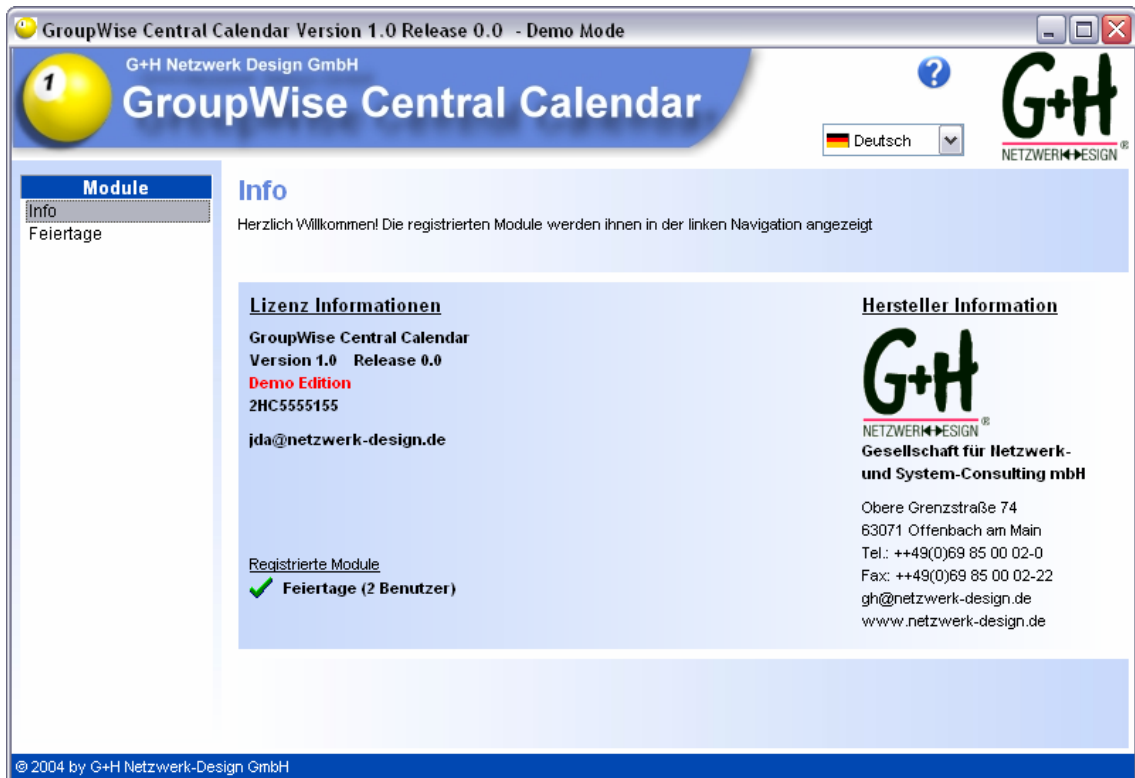 GroupWise Central Calendar Version 1.0 Release 0.0 - Demo Mode
1
G+H Netzwerk Design GmbH
GroupWise Central Calendar
?
Deutsch
G+H
NETZWERK DESIGN ®
Module
Info
Feiertage
Info
Herzlich Willkommen! Die registrierten Module werden ihnen in der linken Navigation angezeigt
Lizenz Informationen
GroupWise Central Calendar
Version 1.0 Release 0.0
Demo Edition
2HC5555155
jda@netzwerk-design.de
Registrierte Module
Feiertage (2 Benutzer)
Hersteller Information
G+H
NETZWERK DESIGN ®
Gesellschaft für Netzwerk-
und System-Consulting mbH
Obere Grenzstraße 74
63071 Offenbach am Main
Tel.: ++49(0)69 85 00 02-0
Fax: ++49(0)69 85 00 02-22
gh@netzwerk-design.de
www.netzwerk-design.de
© 2004 by G+H Netzwerk-Design GmbH